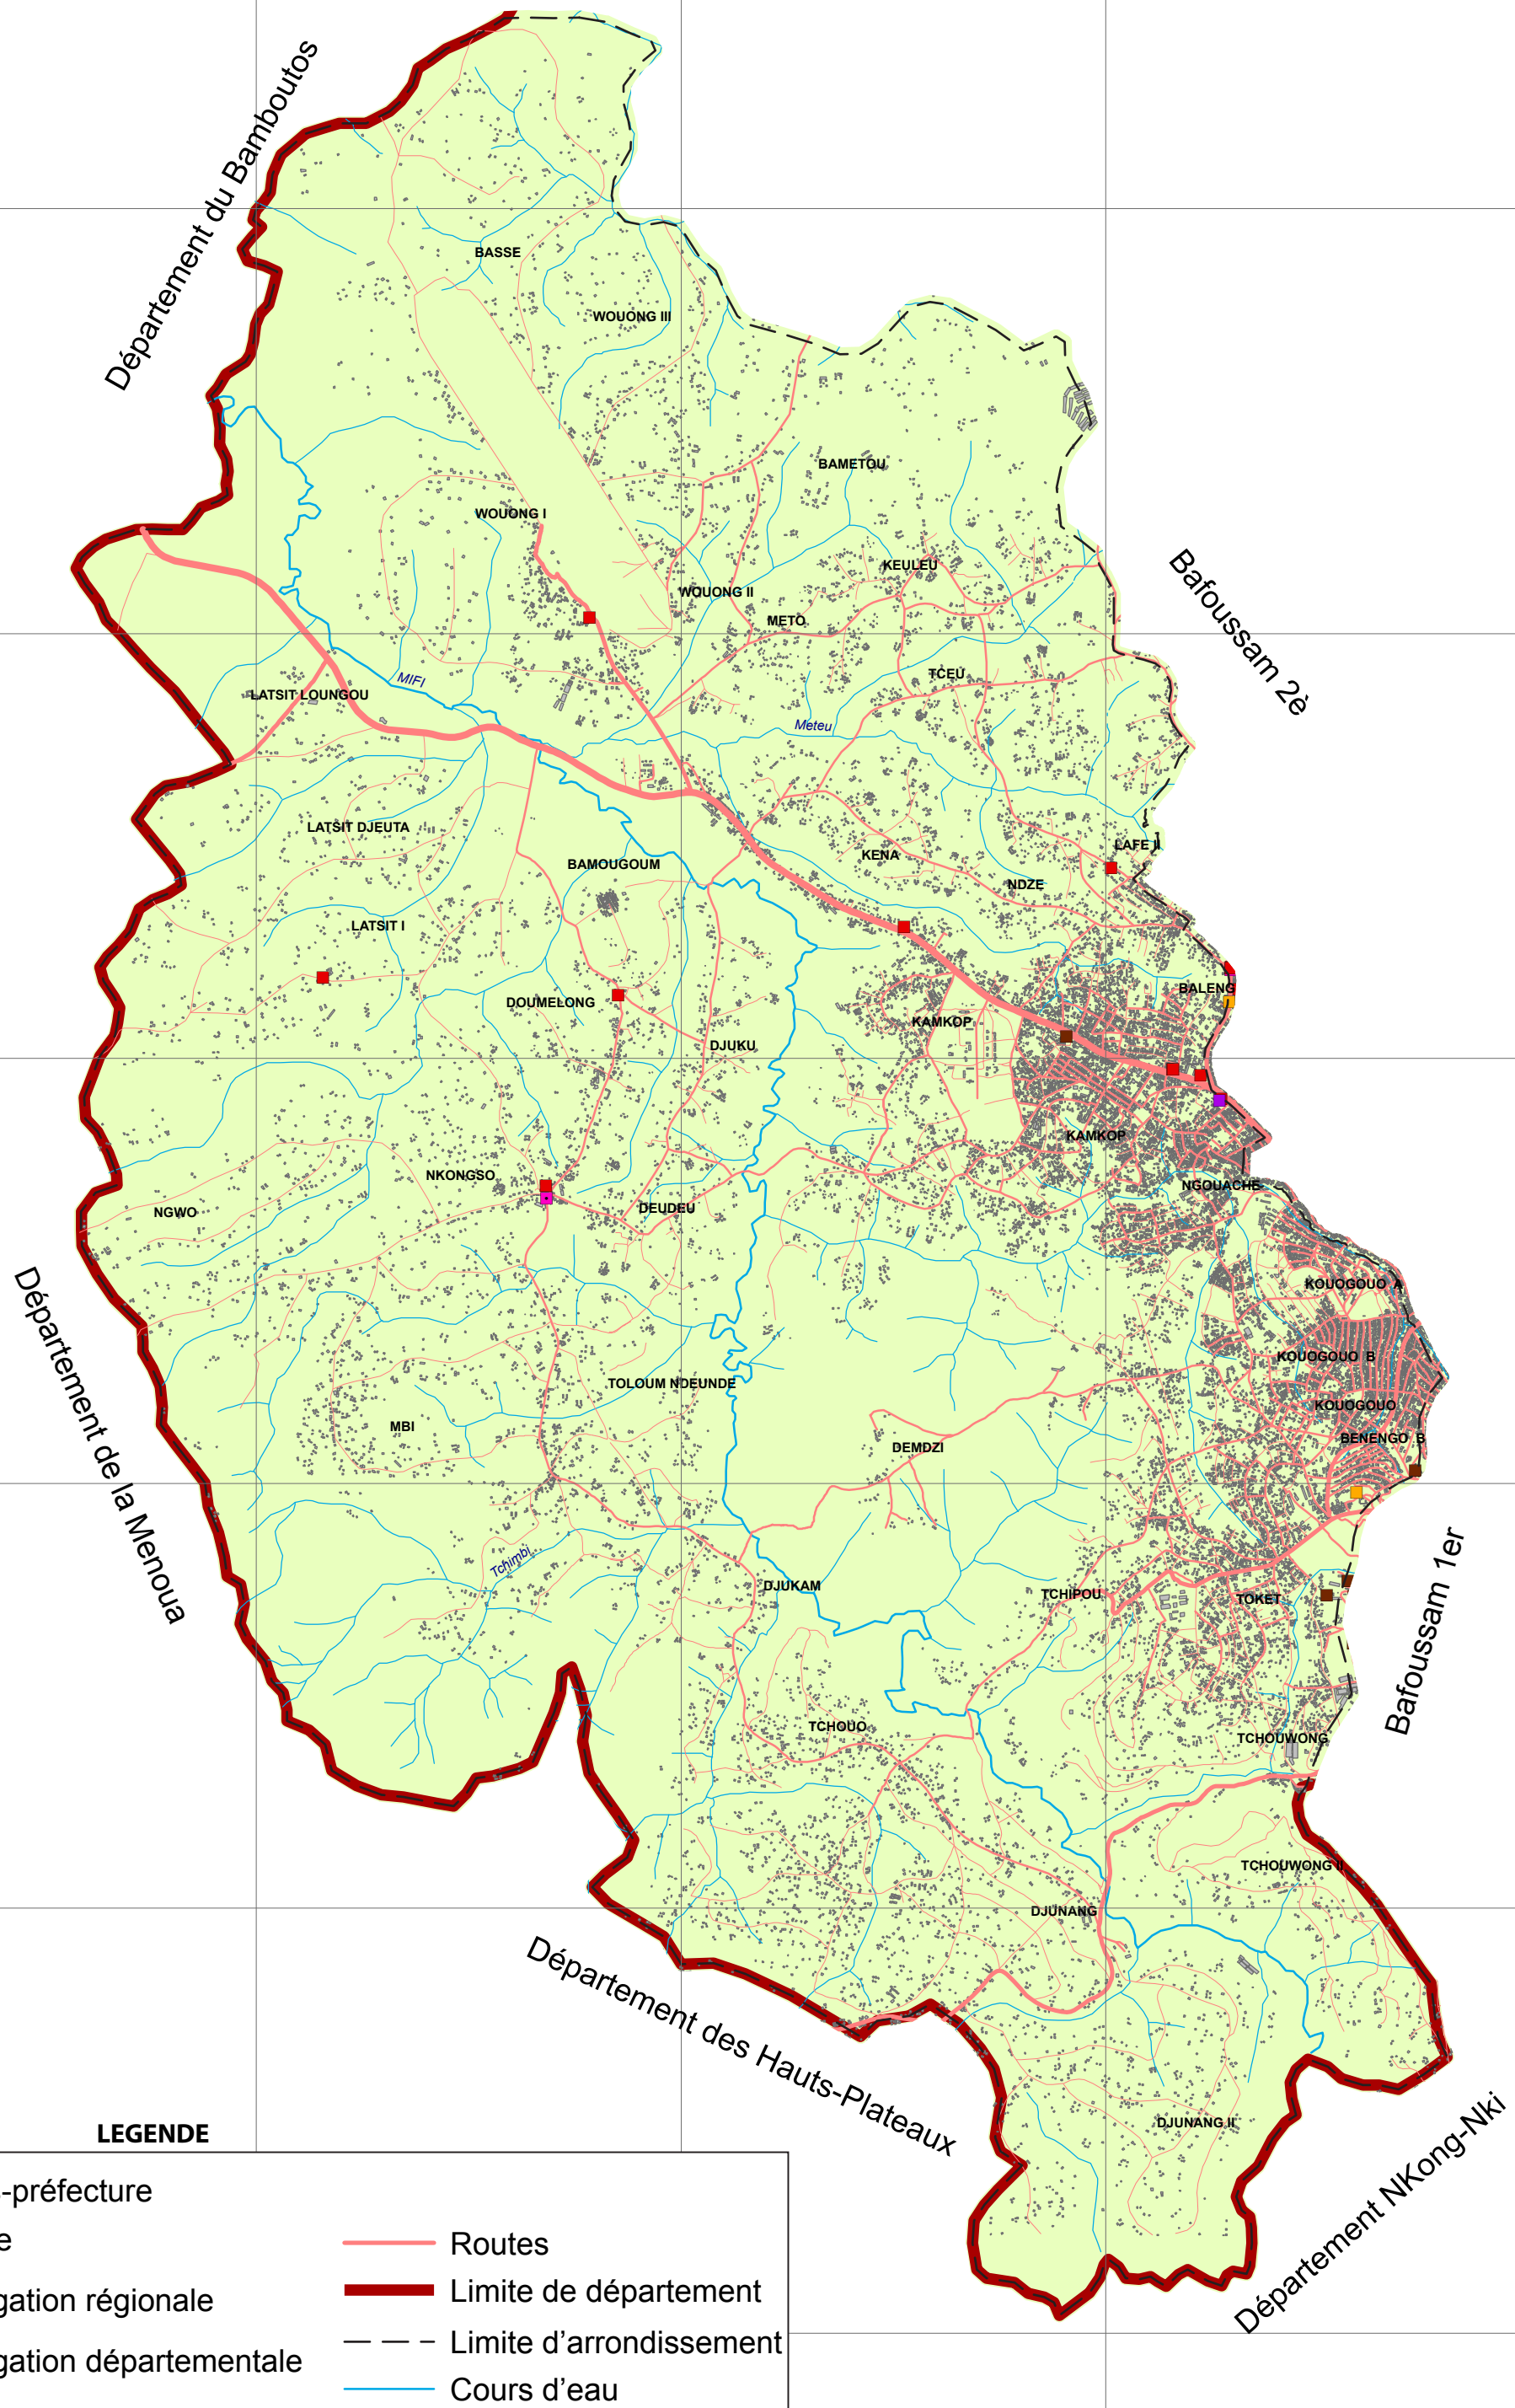 Département du Bamboutos
BASSE
WOUONG III
BAMETOU
WOUONG I
KEULEU
Bafoussam 2è
WOUONG II
METO
TCEU
MIFI
LATSIT LOUNGOU
Meteu
LATSIT DJEUTA
LAFE II
KENA
BAMOUGOUM
NDZE
LATSIT I
BALENG
DOUMELONG
KAMKOP
DJUKU
KAMKOP
NKONGSO
NGOUACHE
DEUDEU
NGWO
KOUOGOUO A
Département de la Menoua
KOUOGOUO B
TOLOUM NDEUNDE
KOUOGOUO
MBI
BENENGO B
DEMDZI
Tchimbi
DJUKAM
TCHIPOU
TOKET
Bafoussam 1er
TCHOUO
TCHOUWONG
TCHOUWONG II
DJUNANG
Département des Hauts-Plateaux
DJUNANG II
Département NKong-Nki
LEGENDE
-préfecture
e
gation régionale
gation départementale
Routes
Limite de département
Limite d’arrondissement
Cours d’eau